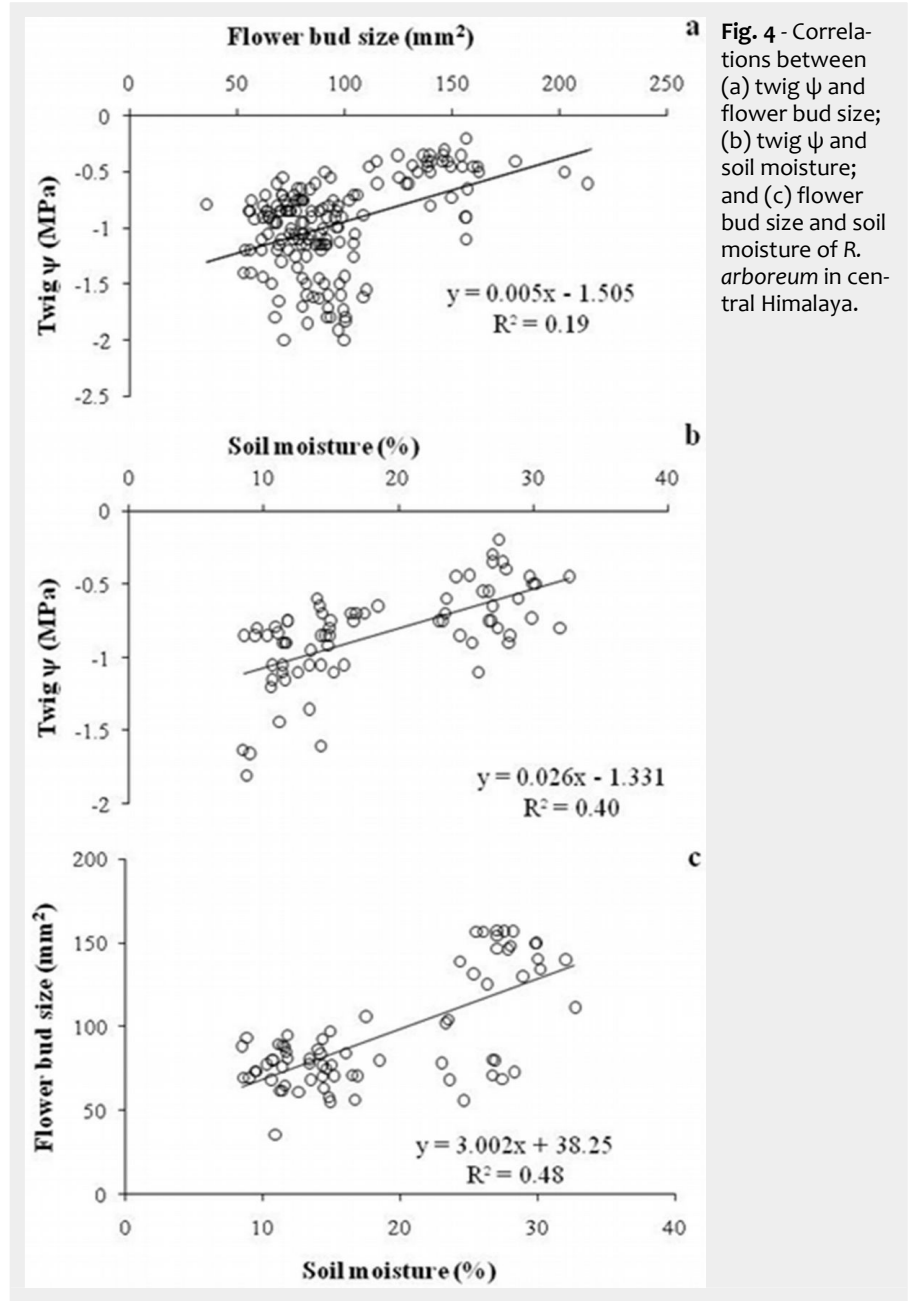 Flower bud size (mm²)
a
50 100 150 200 250
0
-0.5
-1
-1.5
-2
-2.5
Twig ψ (MPa)
y = 0.005x - 1.505
R² = 0.19
b
Soil moisture (%)
0 10 20 30 40
0
-0.5
-1
-1.5
-2
Twig ψ (MPa)
y = 0.026x - 1.331
R² = 0.40
c
200
150
100
50
0
Flower bud size (mm²)
y = 3.002x + 38.25
R² = 0.48
0 10 20 30 40
Soil moisture (%)
Fig. 4 - Correla-
tions between
(a) twig ψ and
flower bud size;
(b) twig ψ and
soil moisture;
and (c) flower
bud size and soil
moisture of R.
arboreum in cen-
tral Himalaya.